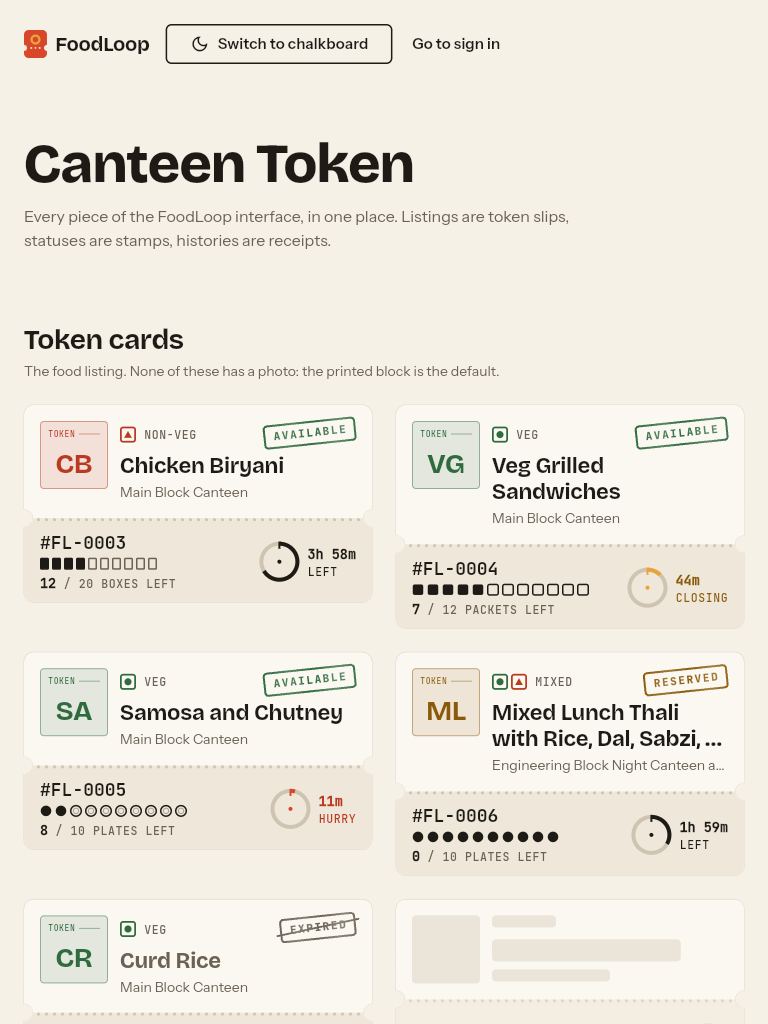 FoodLoop
Switch to chalkboard
Go to sign in
Canteen Token
Every piece of the FoodLoop interface, in one place. Listings are token slips,
statuses are stamps, histories are receipts.
Token cards
The food listing. None of these has a photo: the printed block is the default.
TOKEN
CB
NON-VEG
AVAILABLE
Chicken Biryani
Main Block Canteen
#FL-0003
12 / 20 BOXES LEFT
3h 58m
LEFT
TOKEN
VG
VEG
AVAILABLE
Veg Grilled
Sandwiches
Main Block Canteen
#FL-0004
7 / 12 PACKETS LEFT
44m
CLOSING
TOKEN
SA
VEG
AVAILABLE
Samosa and Chutney
Main Block Canteen
#FL-0005
8 / 10 PLATES LEFT
11m
HURRY
TOKEN
ML
MIXED
RESERVED
Mixed Lunch Thali
with Rice, Dal, Sabzi, ...
Engineering Block Night Canteen a...
#FL-0006
0 / 10 PLATES LEFT
1h 59m
LEFT
TOKEN
CR
VEG
EXPIRED
Curd Rice
Main Block Canteen